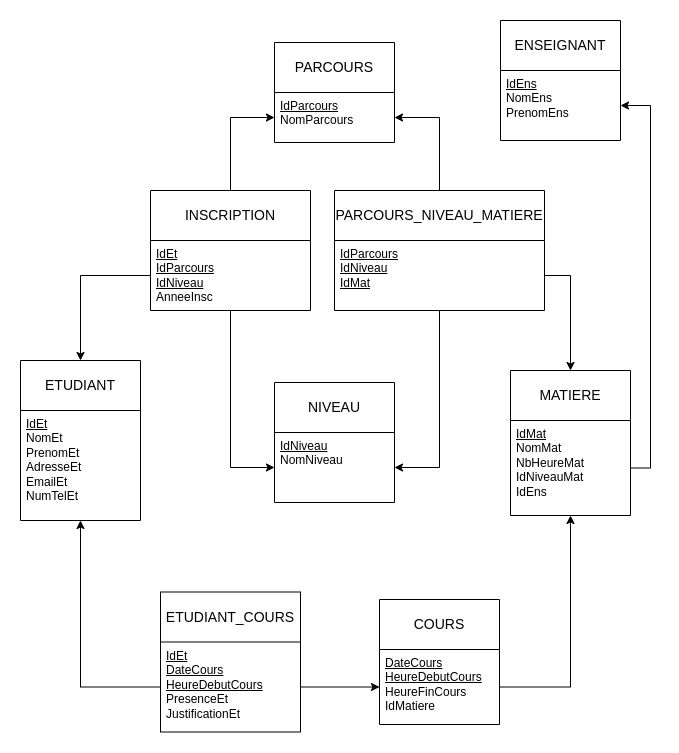 ENSEIGNANT
IdEns
NomEns
PrenomEns
PARCOURS
IdParcours
NomParcours
INSCRIPTION
IdEt
IdParcours
IdNiveau
AnneeInsc
PARCOURS_NIVEAU_MATIERE
IdParcours
IdNiveau
IdMat
ETUDIANT
IdEt
NomEt
PrenomEt
AdresseEt
EmailEt
NumTelEt
NIVEAU
IdNiveau
NomNiveau
MATIERE
IdMat
NomMat
NbHeureMat
IdNiveauMat
IdEns
ETUDIANT_COURS
IdEt
DateCours
HeureDebutCours
PresenceEt
JustificationEt
COURS
DateCours
HeureDebutCours
HeureFinCours
IdMatiere